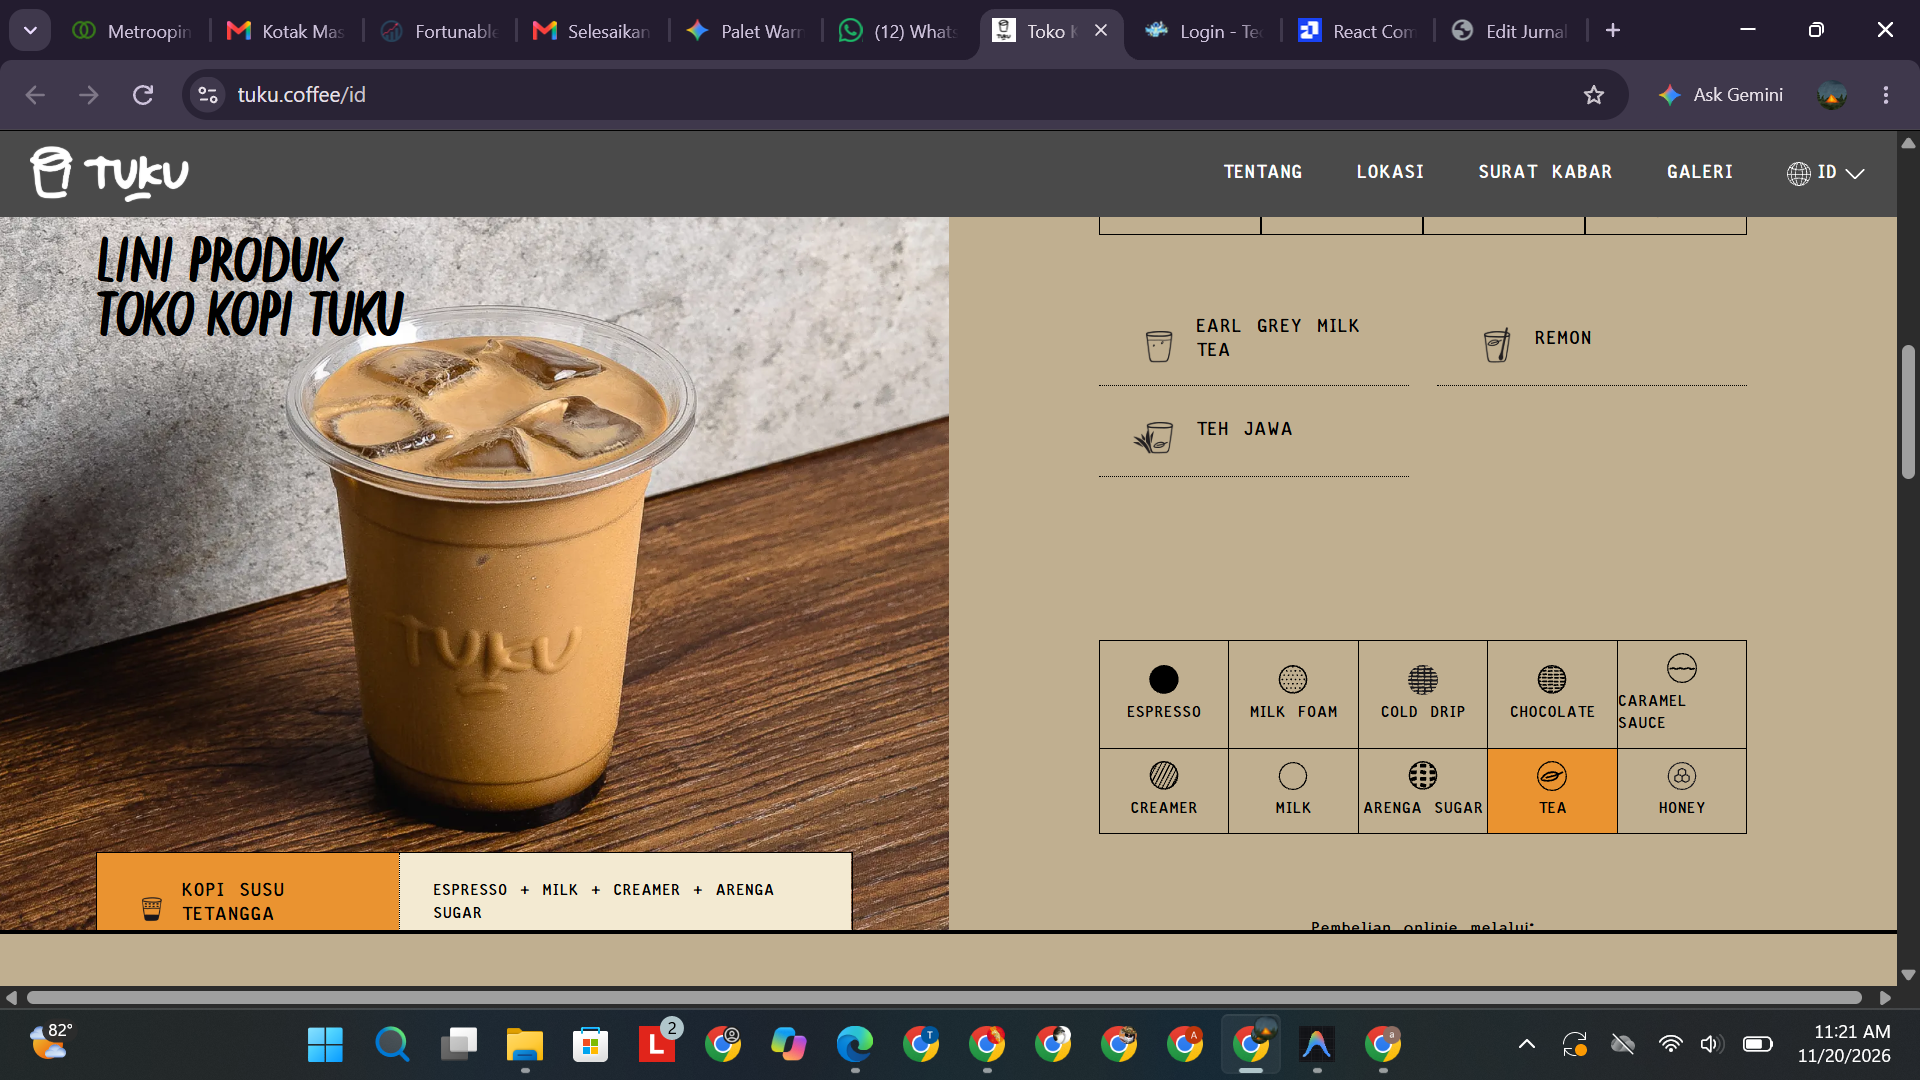 Metroopin
Kotak Mas
Fortunable
Selesaikan
Palet Warn
(12) Whats
Toko K
Login - Tec
React Com
Edit Jurnal
tuku.coffee/id
Ask Gemini
TUKU
TENTANG
LOKASI
SURAT KABAR
GALERI
ID
LINI PRODUK
TOKO KOPI TUKU
TUKU
KOPI SUSU
TETANGGA
ESPRESSO + MILK + CREAMER + ARENGA
SUGAR
EARL GREY MILK
TEA
REMON
TEH JAWA
ESPRESSO
MILK FOAM
COLD DRIP
CHOCOLATE
CARAMEL
SAUCE
CREAMER
MILK
ARENGA SUGAR
TEA
HONEY
Pembelian onlinie melalui*
82°
L
2
T
A
a
11:21 AM
11/20/2026